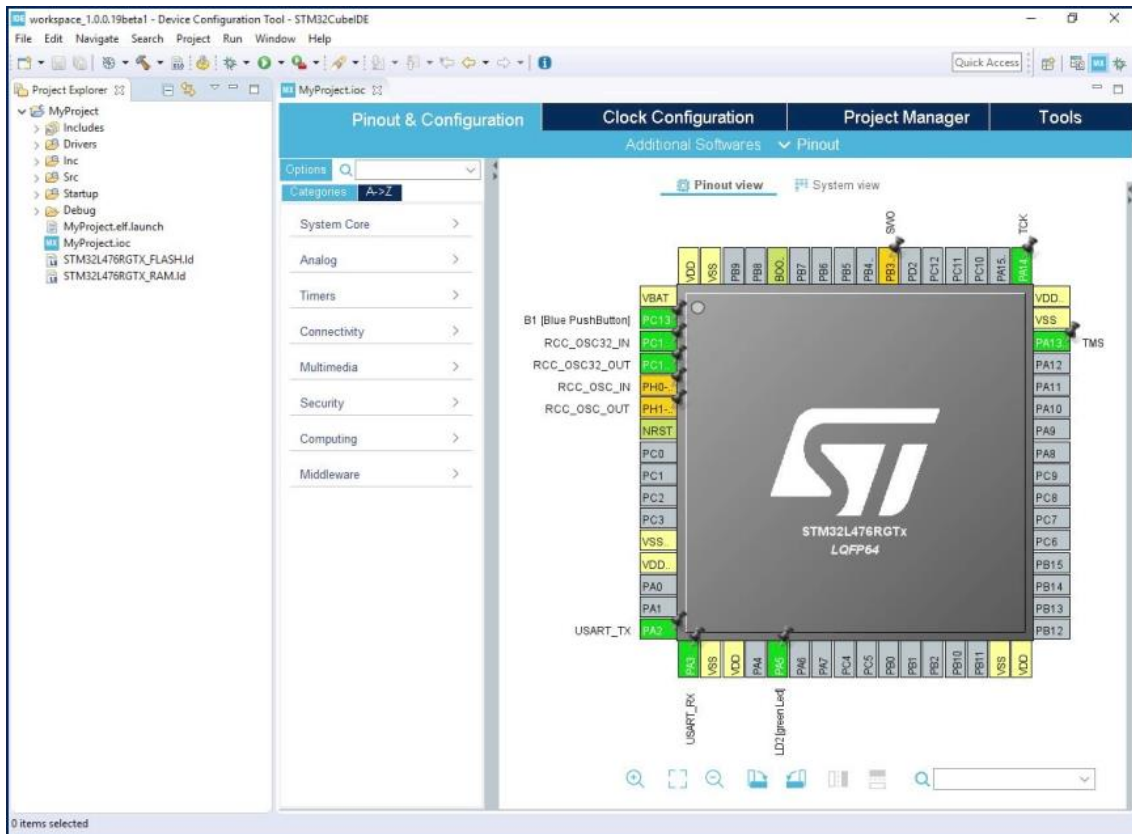 workspace_1.0.0.19beta1 - Device Configuration Tool - STM32CubeIDE
File Edit Navigate Search Project Run Window Help
Quick Access
Project Explorer
MyProject.ioc
MyProject
Includes
Drivers
Inc
Src
Startup
Debug
MyProject.elf.launch
MyProject.ioc
STM32L476RGTX_FLASH.ld
STM32L476RGTX_RAM.ld
Pinout & Configuration
Clock Configuration
Project Manager
Tools
Additional Softwares
Pinout
Options
Categories
A->Z
System Core
Analog
Timers
Connectivity
Multimedia
Security
Computing
Middleware
Pinout view
System view
SWO
TCK
VDD
VSS
PB9
PB8
BOO..
PB7
PB6
PB5
PB4..
PB3..
PD2
PC12
PC11
PC10
PA15..
PA14..
VBAT
B1 [Blue PushButton]
PC13
RCC_OSC32_IN
PC1..
RCC_OSC32_OUT
PC1..
RCC_OSC_IN
PH0-..
RCC_OSC_OUT
PH1-..
NRST
PC0
PC1
PC2
PC3
VSS..
VDD..
PA0
PA1
USART_TX
PA2
VDD..
VSS
PA13..
TMS
PA12
PA11
PA10
PA9
PA8
PC9
PC8
PC7
PC6
PB15
PB14
PB13
PB12
ST
STM32L476RGTx
LQFP64
PA3
VSS
VDD
PA4
PA5
PA6
PA7
PC4
PC5
PB0
PB1
PB2
PB10
PB11
VSS
VDD
USART_RX
LD2 [green Led]
0 items selected